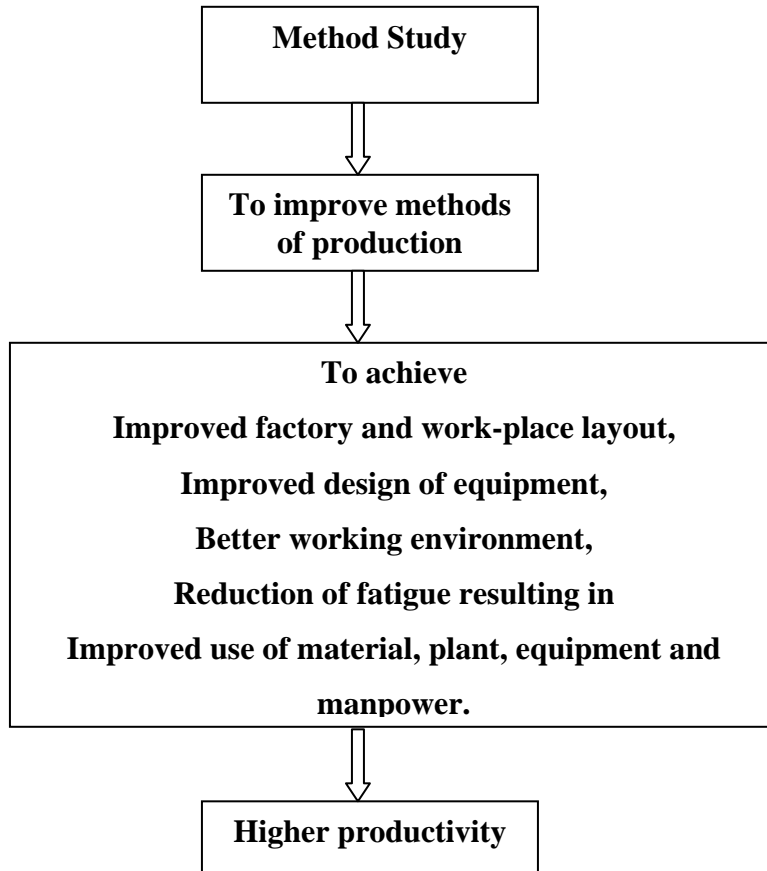 Method Study
To improve methods
of production
To achieve
Improved factory and work-place layout,
Improved design of equipment,
Better working environment,
Reduction of fatigue resulting in
Improved use of material, plant, equipment and
manpower.
Higher productivity